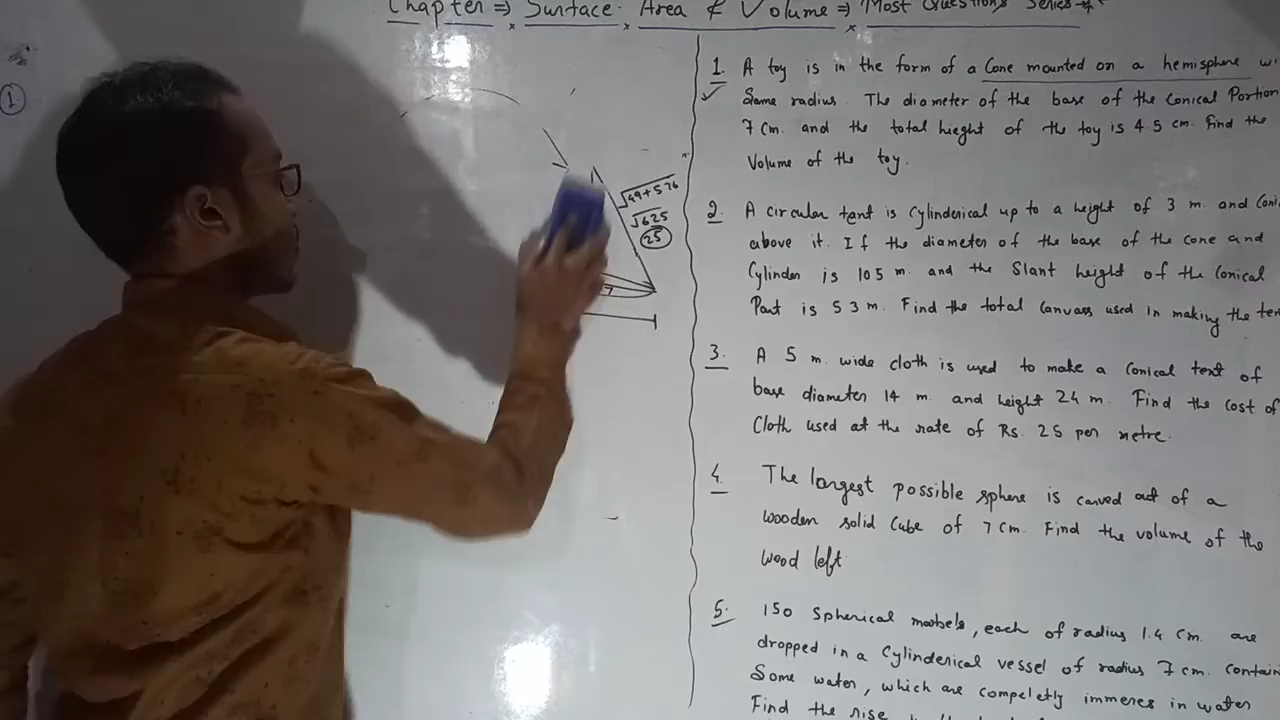 Chapter ⇒ Surface Area & Volume ⇒ Most Questions Series
1
√49+576
√625
25
7
1. A toy is in the form of a Cone mounted on a hemisphere wi
Same radius. The diameter of the base of the Conical Portion
7 cm. and the total hieght of the toy is 4.5 cm. find the
Volume of the toy.
2. A circular tent is Cylinderical up to a height of 3 m. and Coni
above it. If the diameter of the base of the cone and
Cylinder is 105 m. and the Slant height of the Conical
Part is 53 m. Find the total Canvass used in making the ten
3. A 5 m. wide cloth is used to make a Conical tent of
base diameter 14 m. and height 24 m. Find the cost of
Cloth used at the rate of Rs. 25 per metre.
4. The largest possible sphere is carved out of a
wooden solid Cube of 7 cm. Find the volume of the
wood left
5. 150 Spherical marbels, each of radius 1.4 cm. are
dropped in a Cylinderical vessel of radius 7 cm. contain
Some water, which are compeletly immeres in water
Find the rise